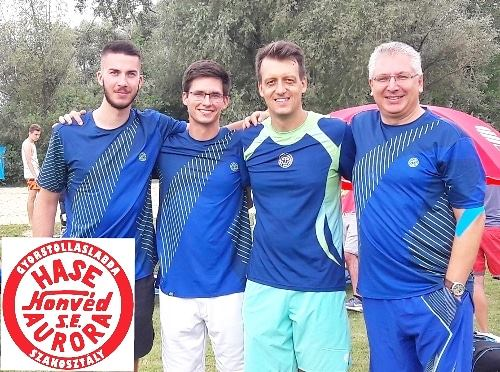 GYORSTOLLASLABDA
HASE
Honvéd
S.E.
AURORA
SZAKOSZTÁLY